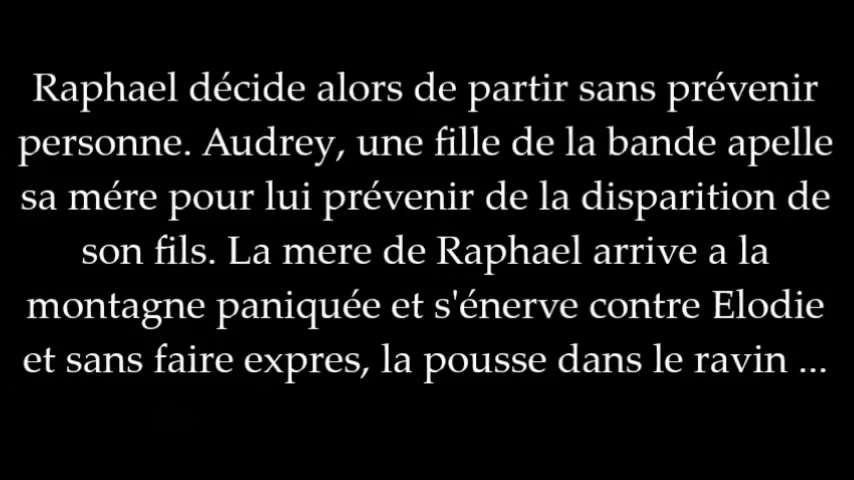 Raphael décide alors de partir sans prévenir
personne. Audrey, une fille de la bande apelle
sa mére pour lui prévenir de la disparition de
son fils. La mere de Raphael arrive a la
montagne paniquée et s'énerve contre Elodie
et sans faire expres, la pousse dans le ravin ...